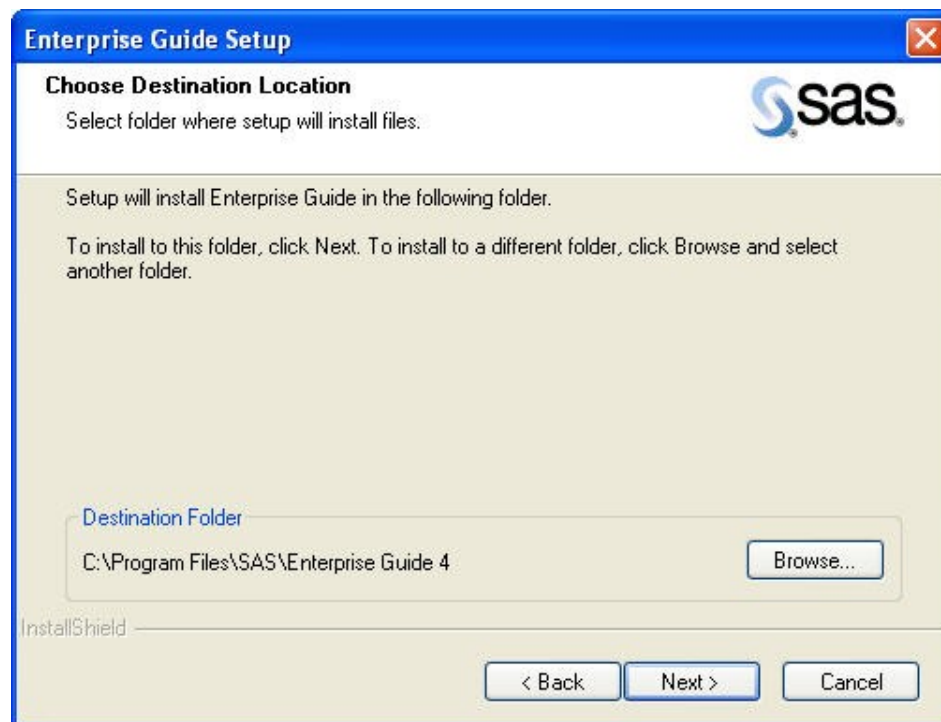 Enterprise Guide Setup
Choose Destination Location
Select folder where setup will install files.
sas
Setup will install Enterprise Guide in the following folder.
To install to this folder, click Next. To install to a different folder, click Browse and select
another folder.
Destination Folder
C:\Program Files\SAS\Enterprise Guide 4
Browse...
InstallShield
< Back
Next >
Cancel